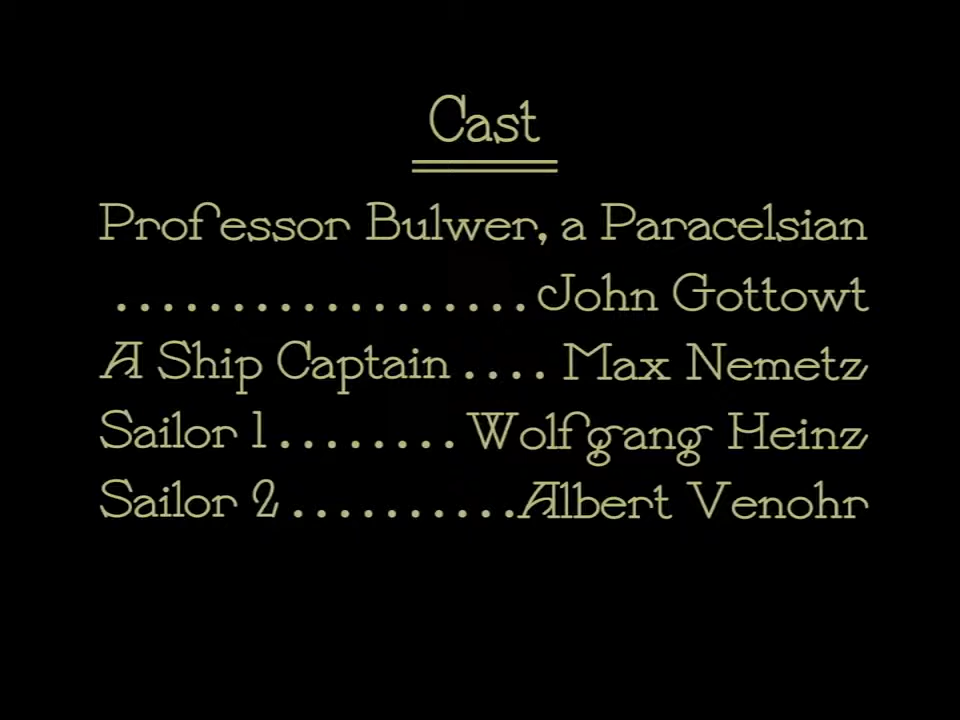 Cast
Professor Bulwer, a Paracelsian
..................John Gottowt
A Ship Captain .... Max Nemetz
Sailor 1 ........ Wolfgang Heinz
Sailor 2 ..........Albert Venohr